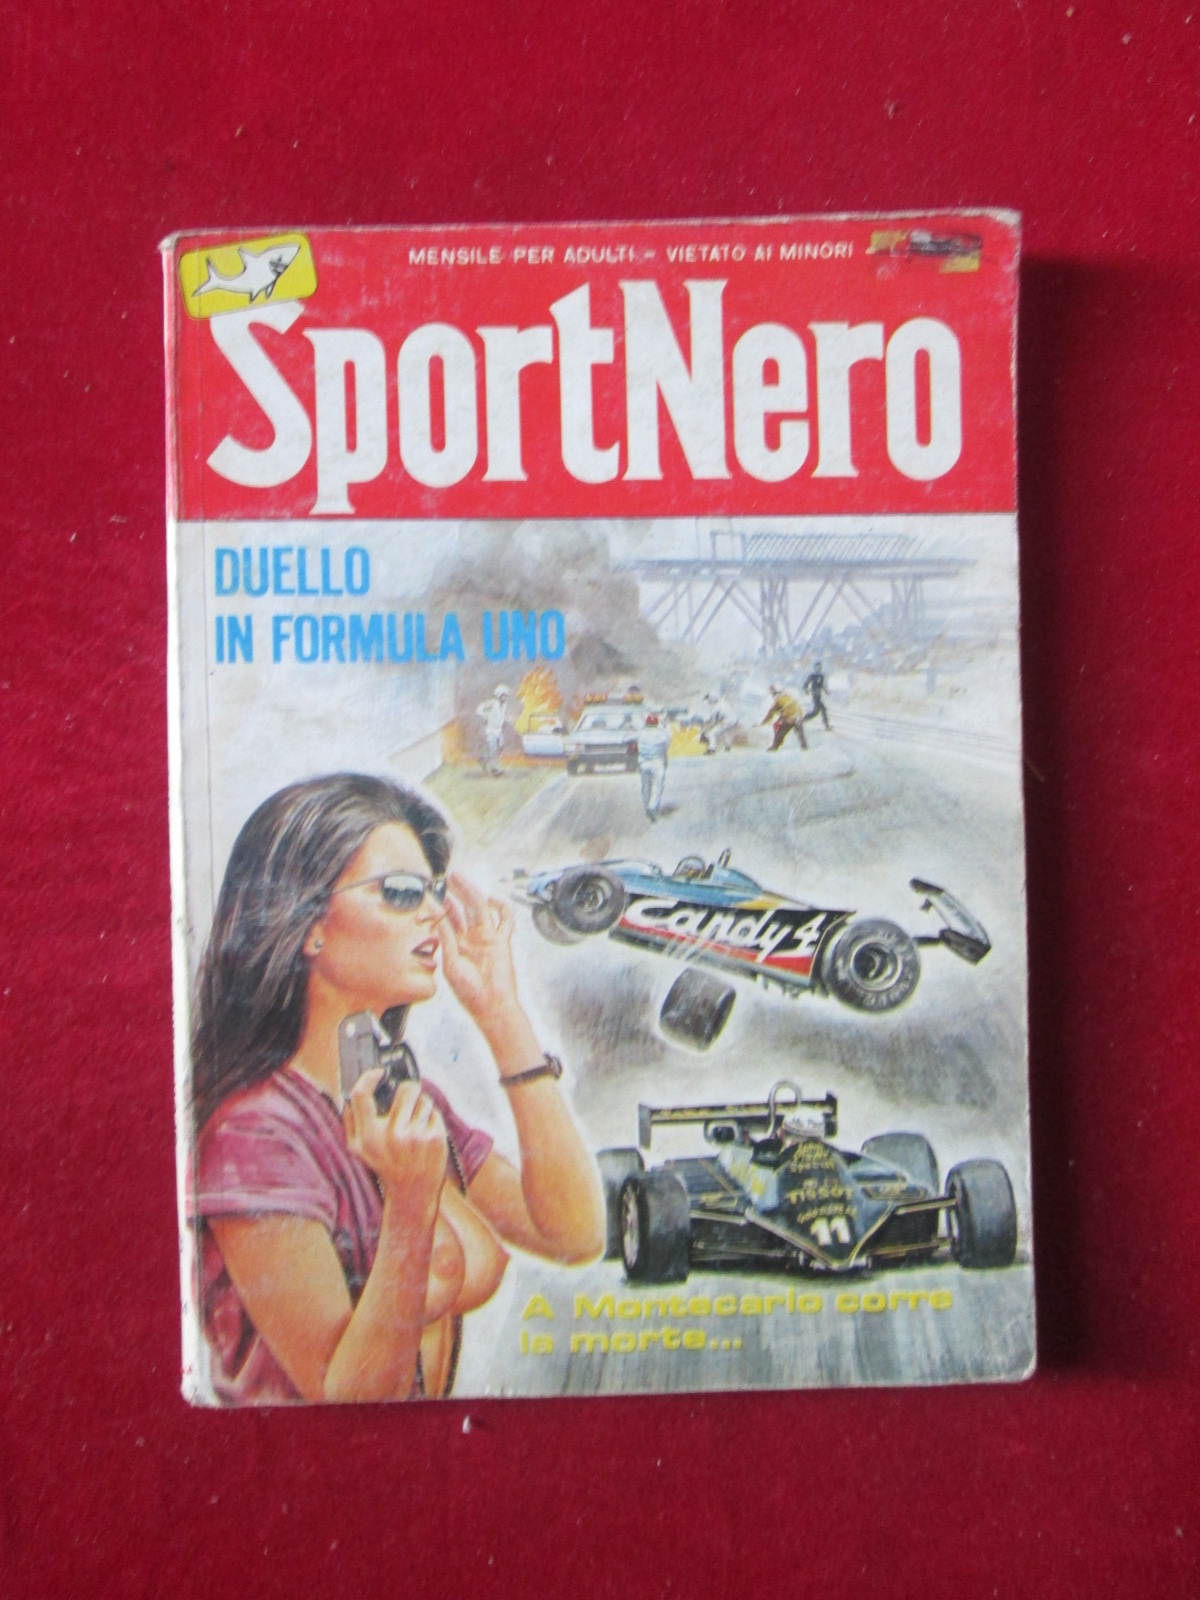 MENSILE PER ADULTI - VIETATO AI MINORI
SportNero
DUELLO
IN FORMULA UNO
Candy 4
TISSOT
11
A Montecarlo corre
la morte...